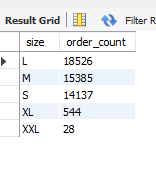 Result Grid Filter R
size order_count
L 18526
M 15385
S 14137
XL 544
XXL 28